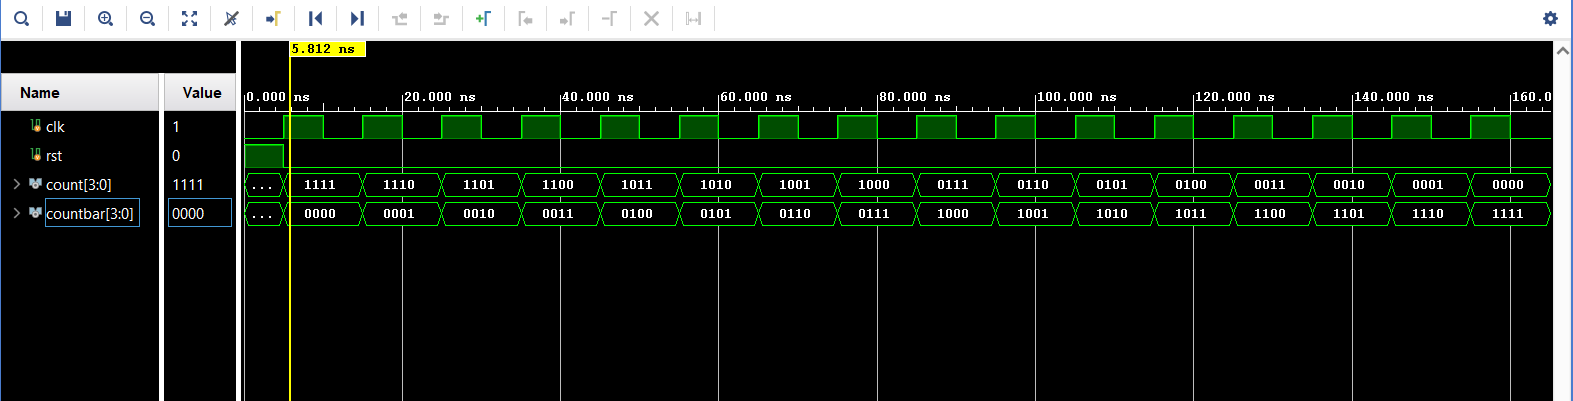 5.812 ns
Name Value 0.000 ns 20.000 ns 40.000 ns 60.000 ns 80.000 ns 100.000 ns 120.000 ns 140.000 ns 160.0
clk 1
rst 0
count[3:0] 1111 ... 1111 1110 1101 1100 1011 1010 1001 1000 0111 0110 0101 0100 0011 0010 0001 0000
countbar[3:0] 0000 ... 0000 0001 0010 0011 0100 0101 0110 0111 1000 1001 1010 1011 1100 1101 1110 1111